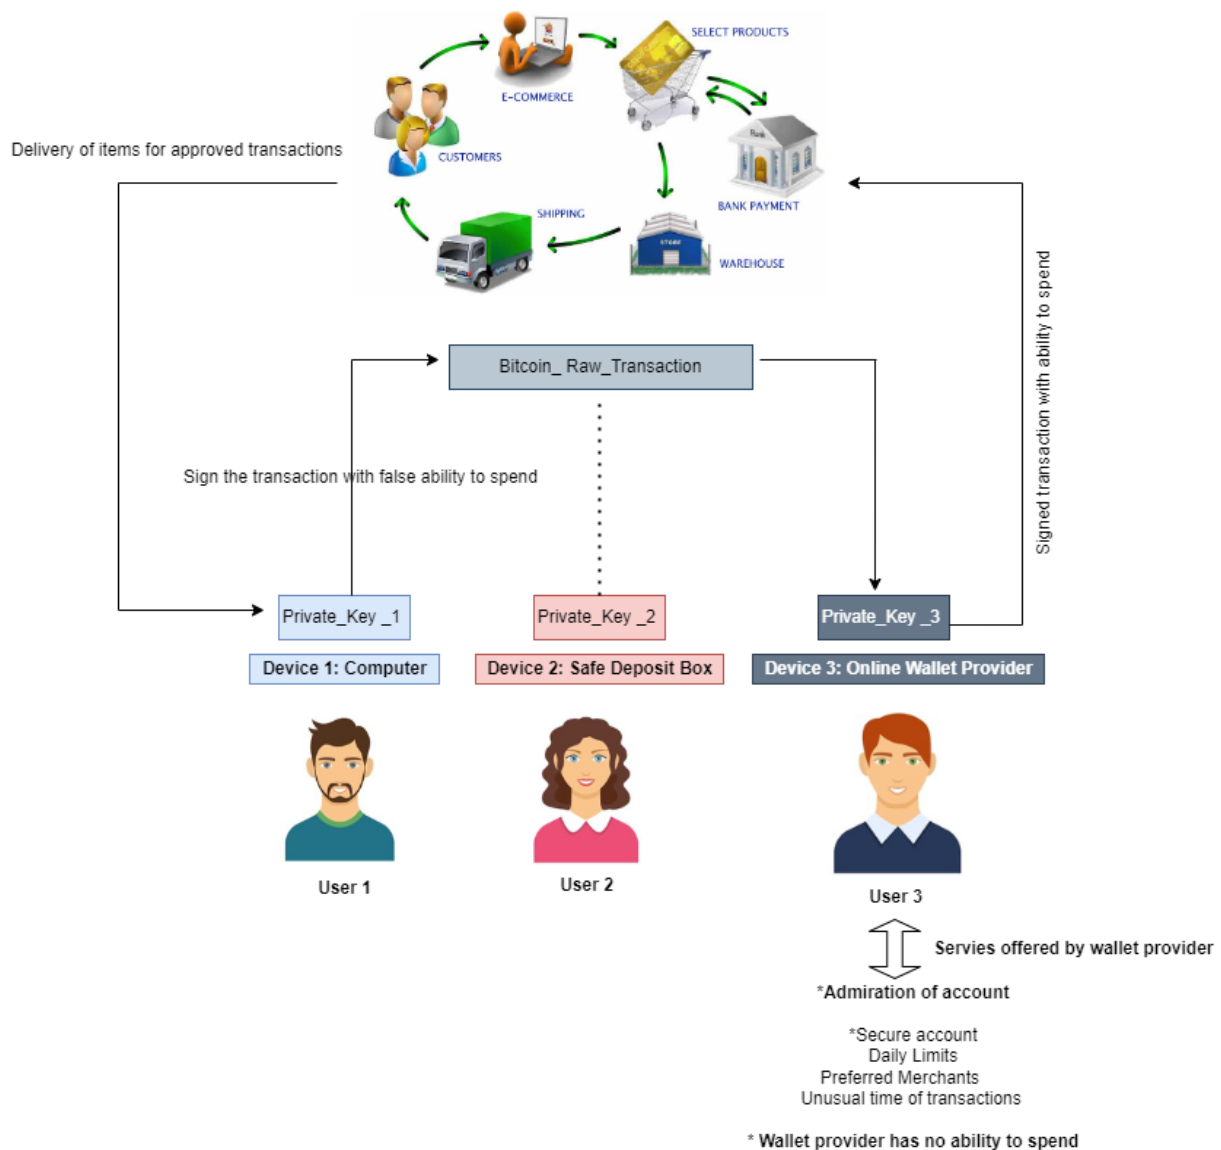 SELECT PRODUCTS
E-COMMERCE
Bank
Delivery of items for approved transactions
CUSTOMERS
BANK PAYMENT
SHIPPING
STORE
WAREHOUSE
Signed transaction with ability to spend
Bitcoin_ Raw_Transaction
Sign the transaction with false ability to spend
Private_Key _1
Private_Key _2
Private_Key _3
Device 1: Computer
Device 2: Safe Deposit Box
Device 3: Online Wallet Provider
User 1
User 2
User 3
Servies offered by wallet provider
*Admiration of account
*Secure account
Daily Limits
Preferred Merchants
Unusual time of transactions
* Wallet provider has no ability to spend